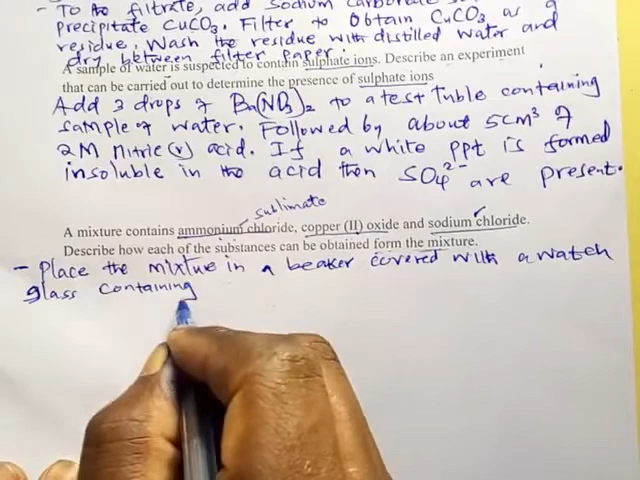 - To the filtrate, add Sodium Carbonate
precipitate CuCO3. Filter to obtain CuCO3 as a
residue. Wash the residue with distilled water and
dry between filter paper.
A sample of water is suspected to contain sulphate ions. Describe an experiment
that can be carried out to determine the presence of sulphate ions
Add 3 drops of Ba(NO3)2 to a test tube containing
sample of water. Followed by about 5cm³ of
2M Nitric (V) acid. If a white ppt is formed
insoluble in the acid then SO4²⁻ are present.
sublimate
A mixture contains ammonium chloride, copper (II) oxide and sodium chloride.
Describe how each of the substances can be obtained form the mixture.
- Place the mixture in a beaker covered with a watch
glass containing